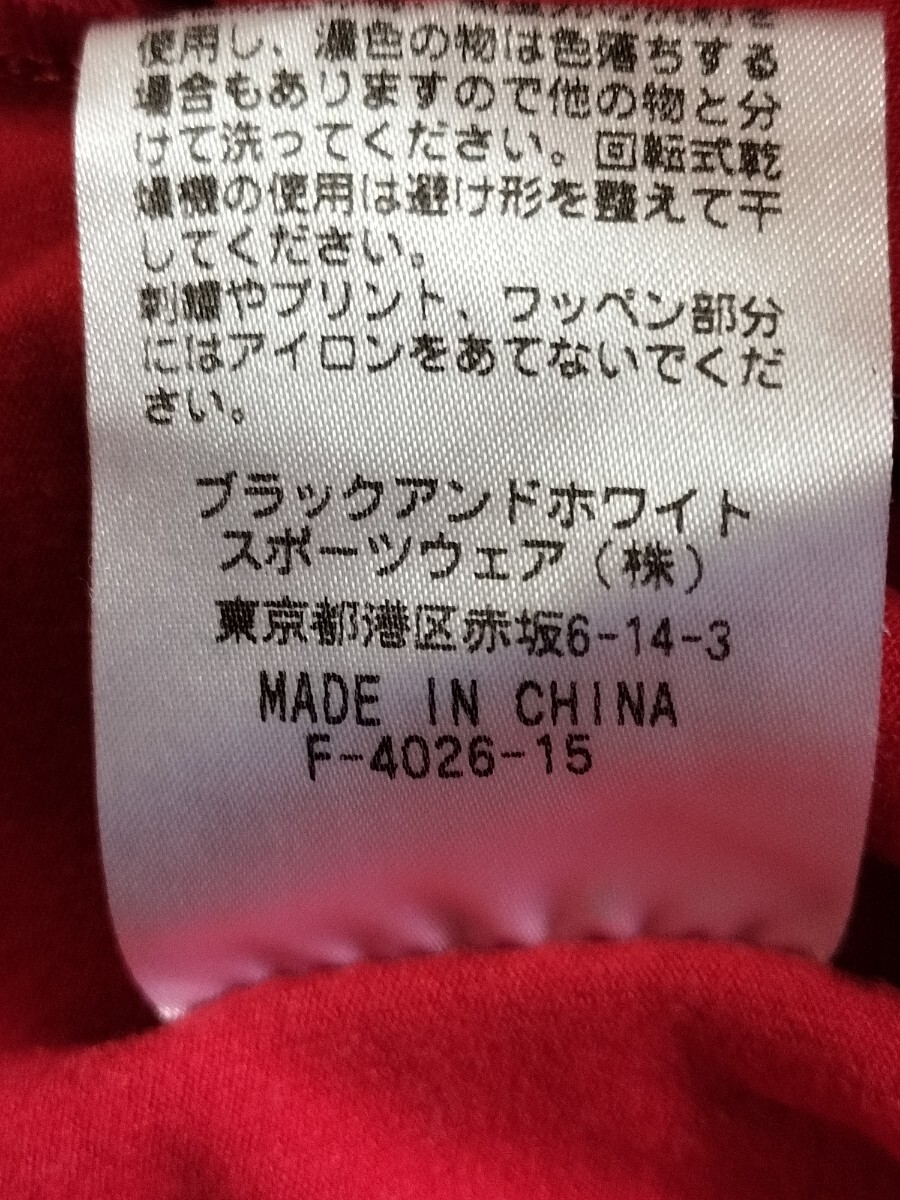 使用し、濃色の物は色落ちする
場合もありますので他の物と分
けて洗ってください。回転式乾
燥機の使用は避け形を整えて干
してください。
刺繍やプリント、ワッペン部分
にはアイロンをあてないでくだ
さい。
ブラックアンドホワイト
スポーツウェア(株)
東京都港区赤坂6-14-3
MADE IN CHINA
F-4026-15